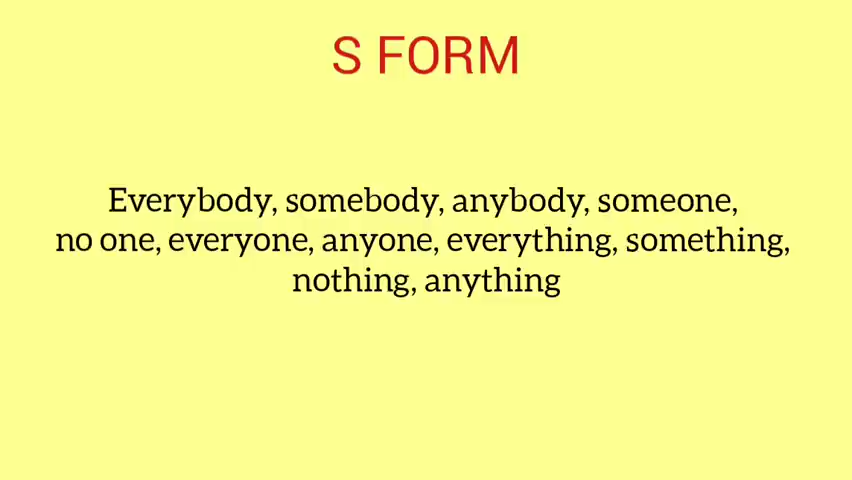 S FORM
Everybody, somebody, anybody, someone,
no one, everyone, anyone, everything, something,
nothing, anything